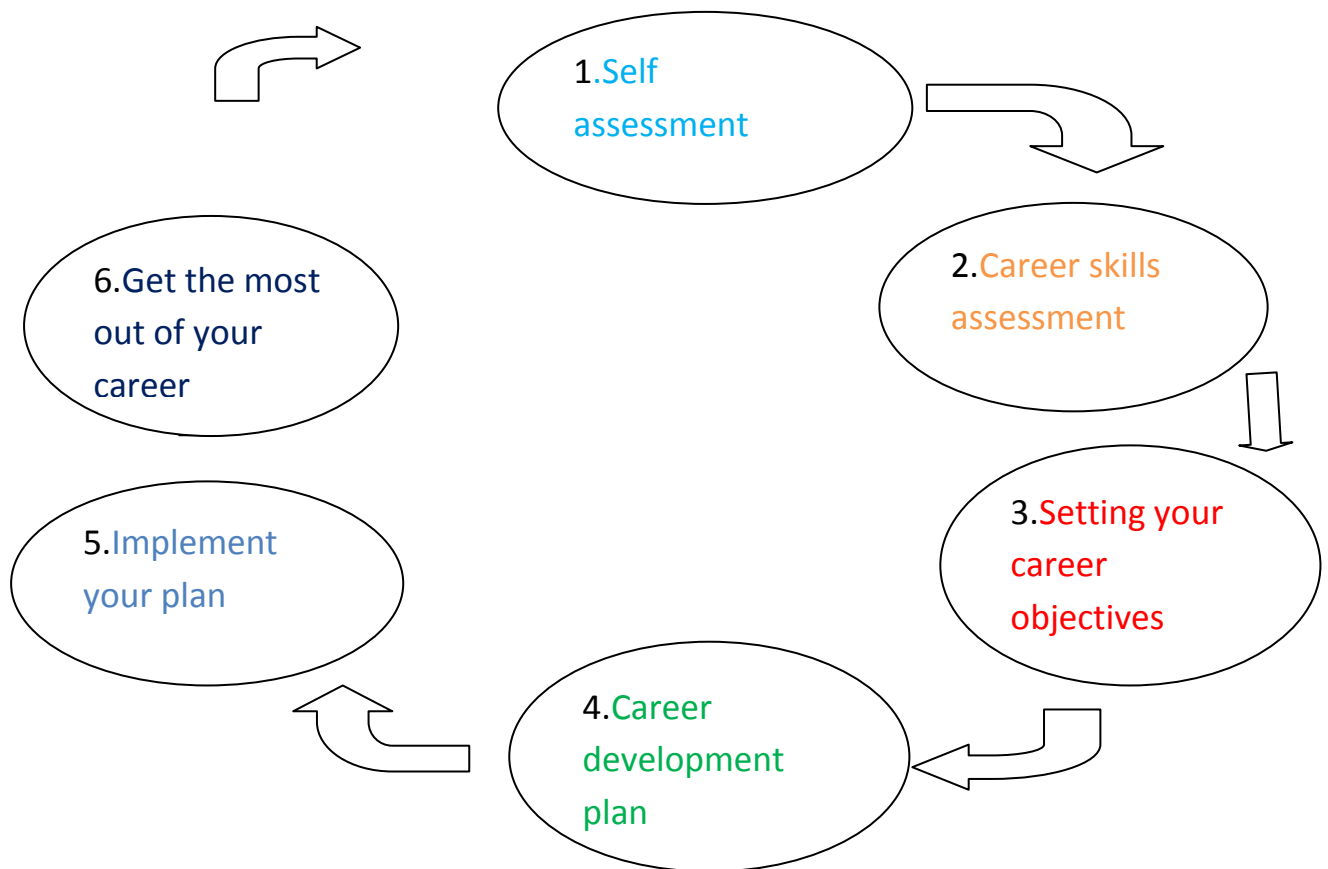 1.Self
assessment
2.Career skills
assessment
3.Setting your
career
objectives
4.Career
development
plan
5.Implement
your plan
6.Get the most
out of your
career